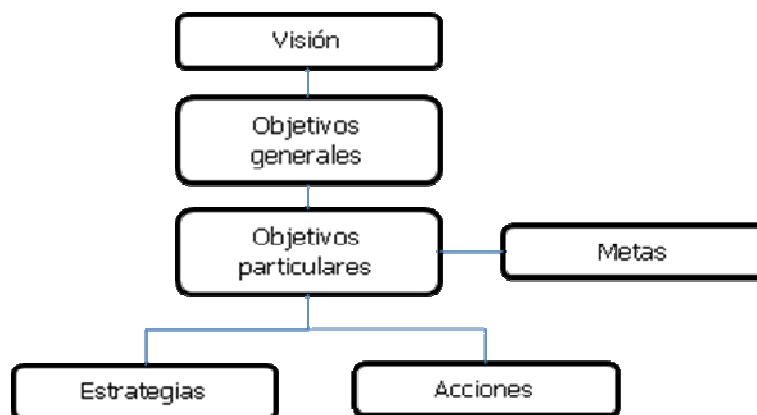 Visión
Objetivos
generales
Objetivos
particulares
Metas
Estrategias
Acciones